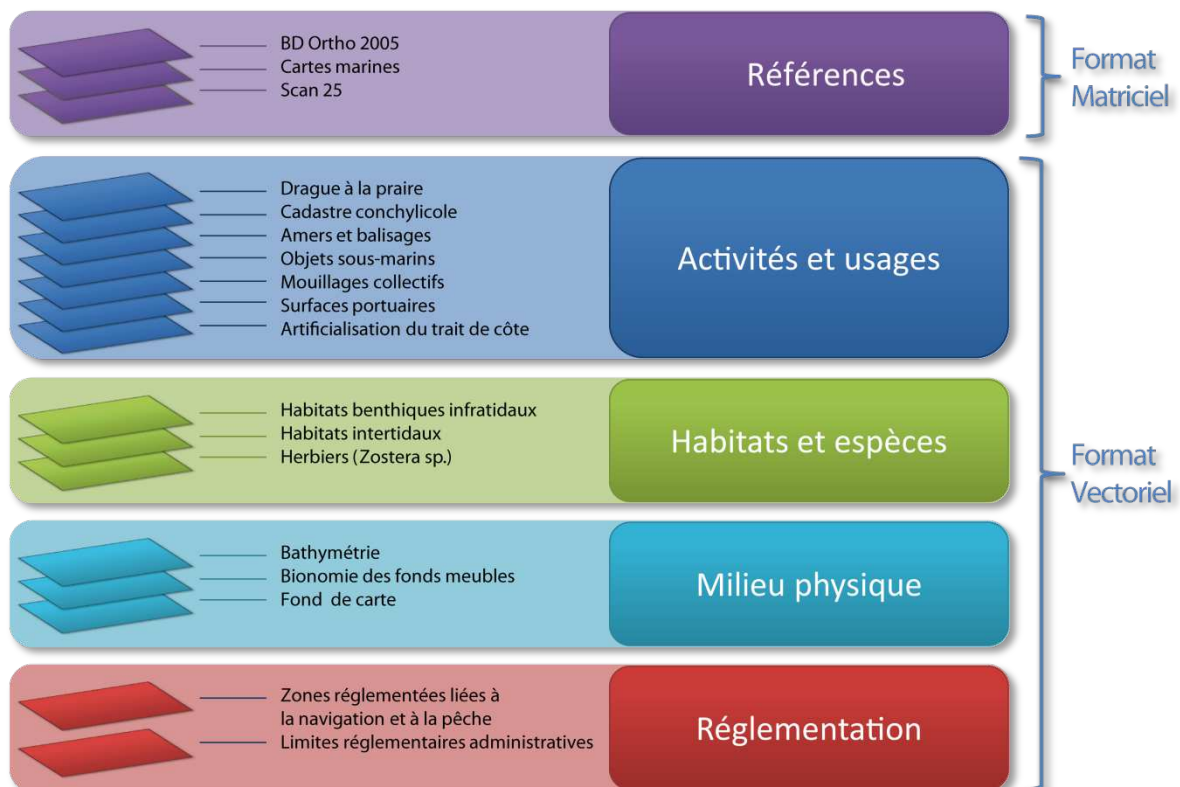 BD Ortho 2005
Cartes marines
Scan 25
Références
Format
Matriciel
Drague à la praire
Cadastre conchylicole
Amers et balisages
Objets sous-marins
Mouillages collectifs
Surfaces portuaires
Artificialisation du trait de côte
Activités et usages
Habitats benthiques infratidaux
Habitats intertidaux
Herbiers (Zostera sp.)
Habitats et espèces
Format
Vectoriel
Bathymétrie
Bionomie des fonds meubles
Fond de carte
Milieu physique
Zones réglementées liées à
la navigation et à la pêche
Limites réglementaires administratives
Réglementation